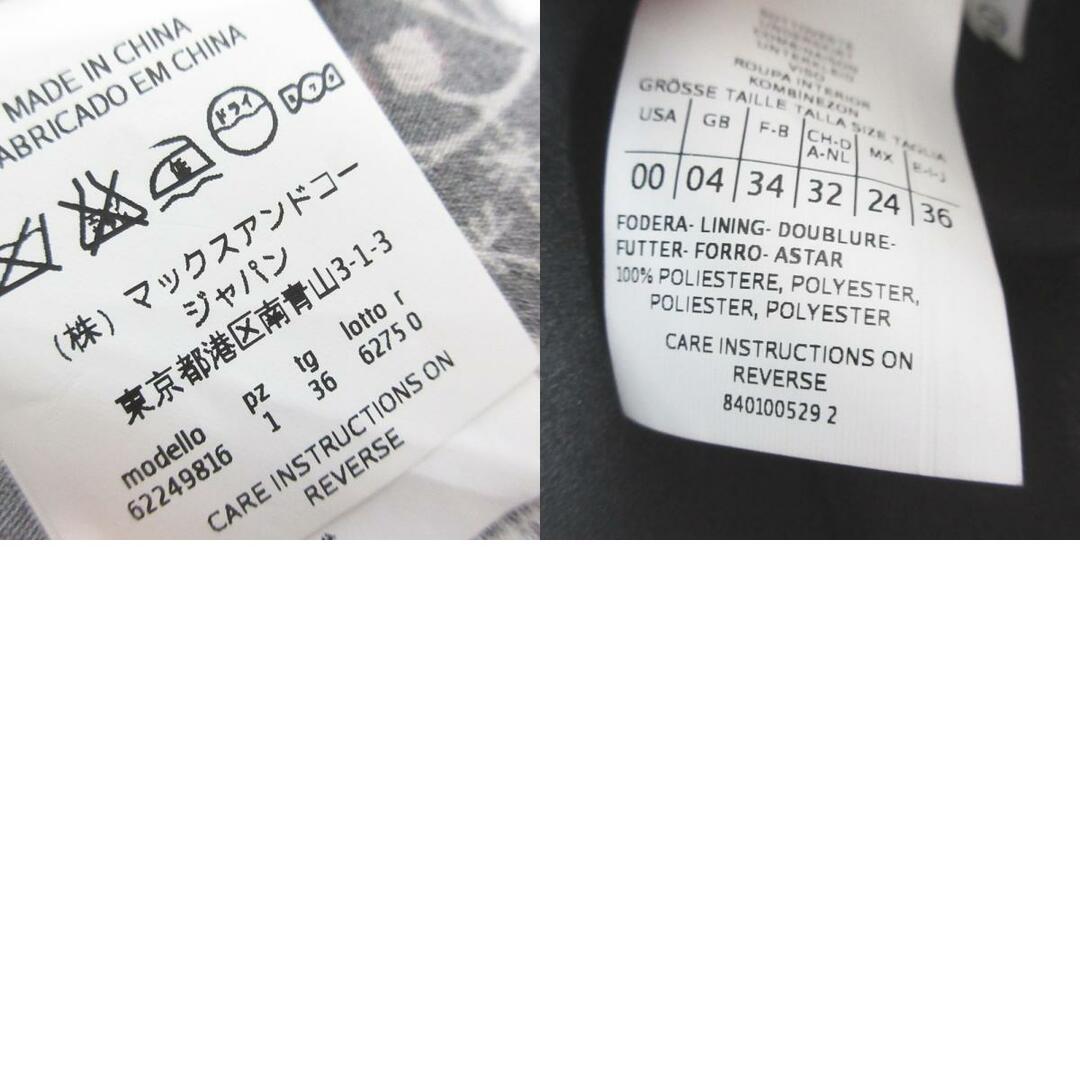 MADE IN CHINA
FABRICADO EM CHINA
ドライ
(株) マックスアンドコー
ジャパン
東京都港区南青山3-1-3
modello pz tg lotto r
62249816 1 36 6275 0
CARE INSTRUCTIONS ON
REVERSE
UNTERKLEID
VISO
ROUPA INTERIOR
KOMBINEZON
GRÖSSE TAILLE TALLA SIZE TAGLIA
USA GB F-B CH-D A-NL MX E-I-J
00 04 34 32 24 36
FODERA- LINING- DOUBLURE-
FUTTER- FORRO- ASTAR
100% POLIESTERE, POLYESTER,
POLIESTER, POLYESTER
CARE INSTRUCTIONS ON
REVERSE
840100529 2